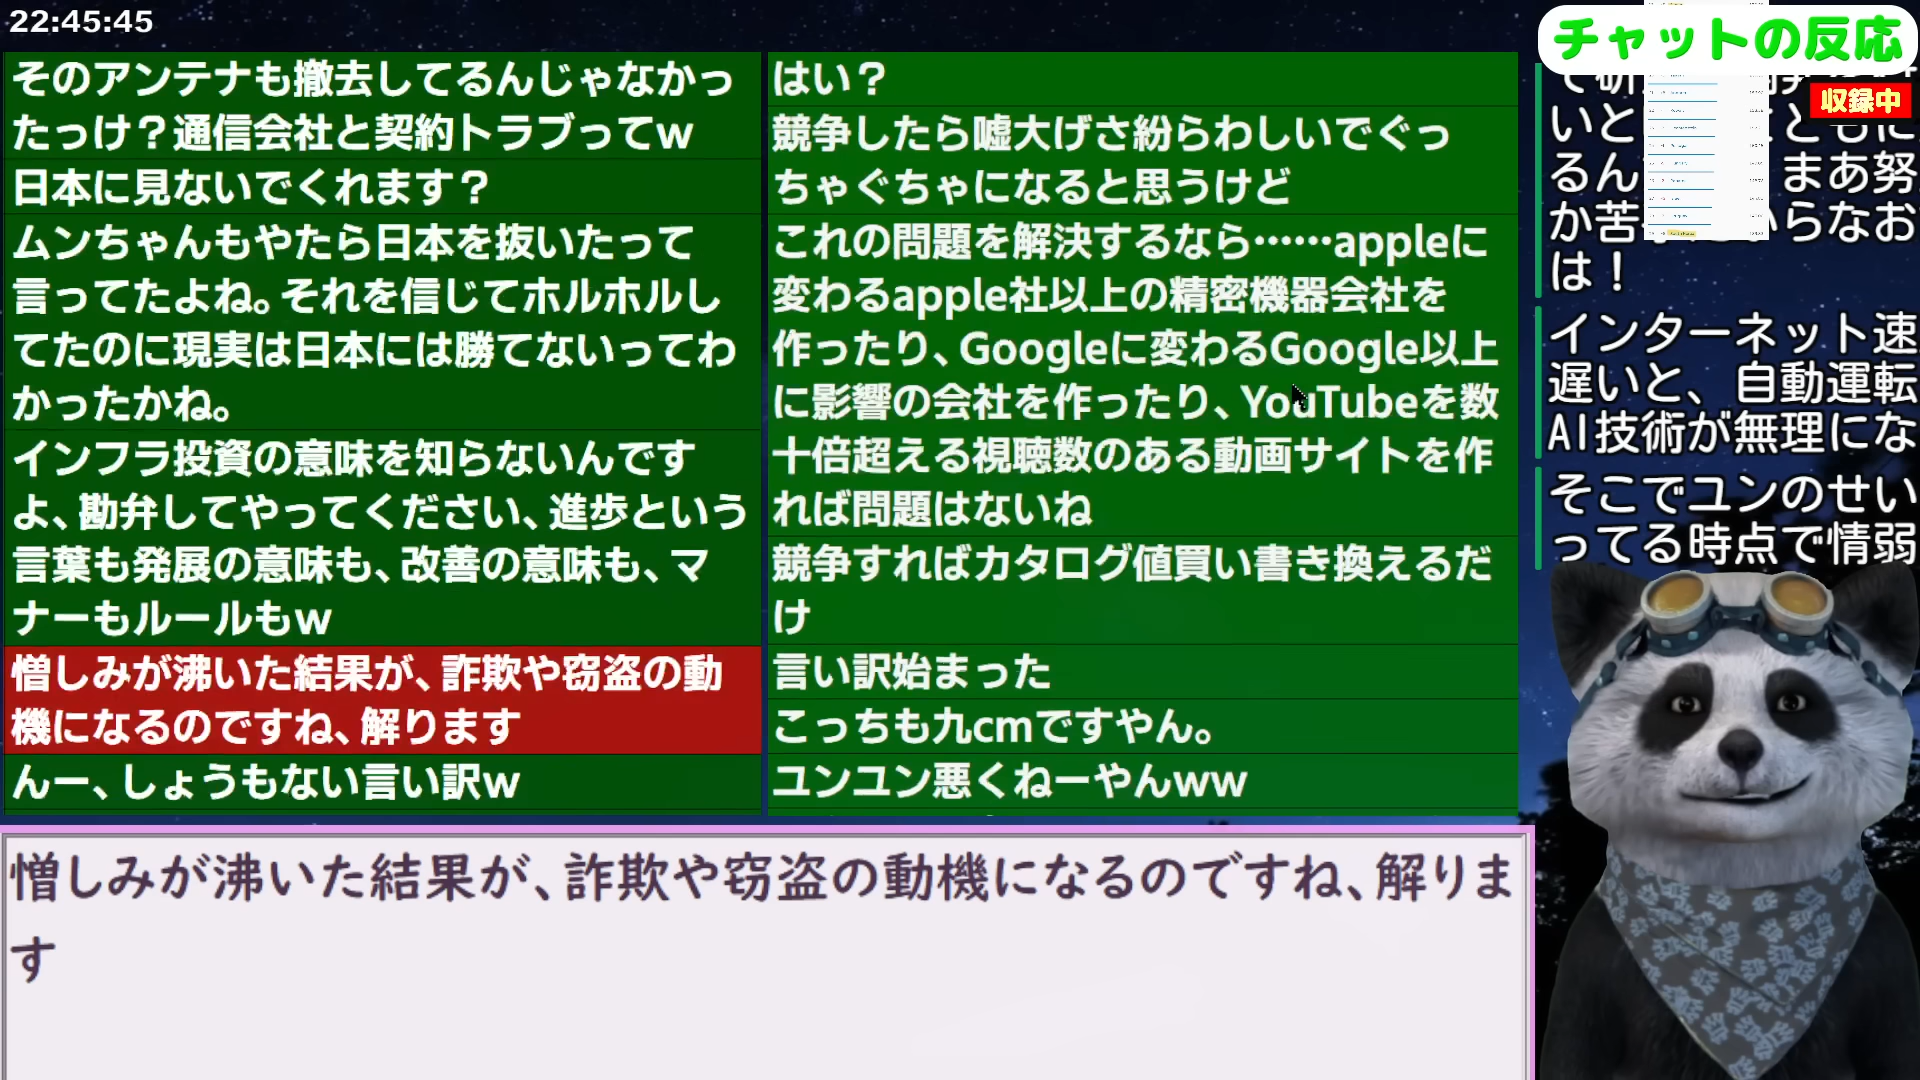 22:45:45
そのアンテナも撤去してるんじゃなかっ
たっけ？通信会社と契約トラブってw
日本に見ないでくれます？
ムンちゃんもやたら日本を抜いたって
言ってたよね。それを信じてホルホルし
てたのに現実は日本には勝てないってわ
かったかね。
インフラ投資の意味を知らないんです
よ、勘弁してやってください、進歩という
言葉も発展の意味も、改善の意味も、マ
ナーもルールもw
憎しみが沸いた結果が、詐欺や窃盗の動
機になるのですね、解ります
んー、しょうもない言い訳w
はい？
競争したら嘘大げさ紛らわしいでぐっ
ちゃぐちゃになると思うけど
これの問題を解決するなら……appleに
変わるapple社以上の精密機器会社を
作ったり、Googleに変わるGoogle以上
に影響の会社を作ったり、YouTubeを数
十倍超える視聴数のある動画サイトを作
れば問題はないね
競争すればカタログ値買い書き換えるだ
け
言い訳始まった
こっちも九cmですやん。
ユンユン悪くねーやんww
チャットの反応
収録中
いと
るん まあ努
か苦 らなお
は！
インターネット速
遅いと、自動運転
AI技術が無理にな
そこでユンのせい
ってる時点で情弱
憎しみが沸いた結果が、詐欺や窃盗の動機になるのですね、解りま
す